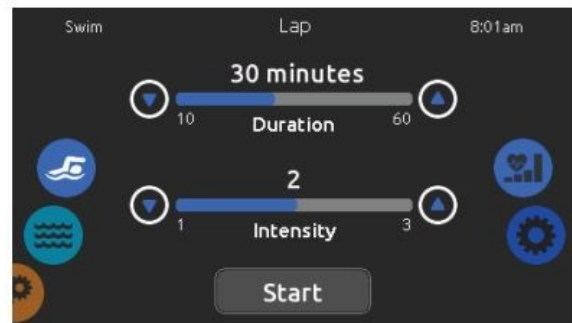 Swim Lap 8:01am
30 minutes
10 Duration 60
2
1 Intensity 3
Start